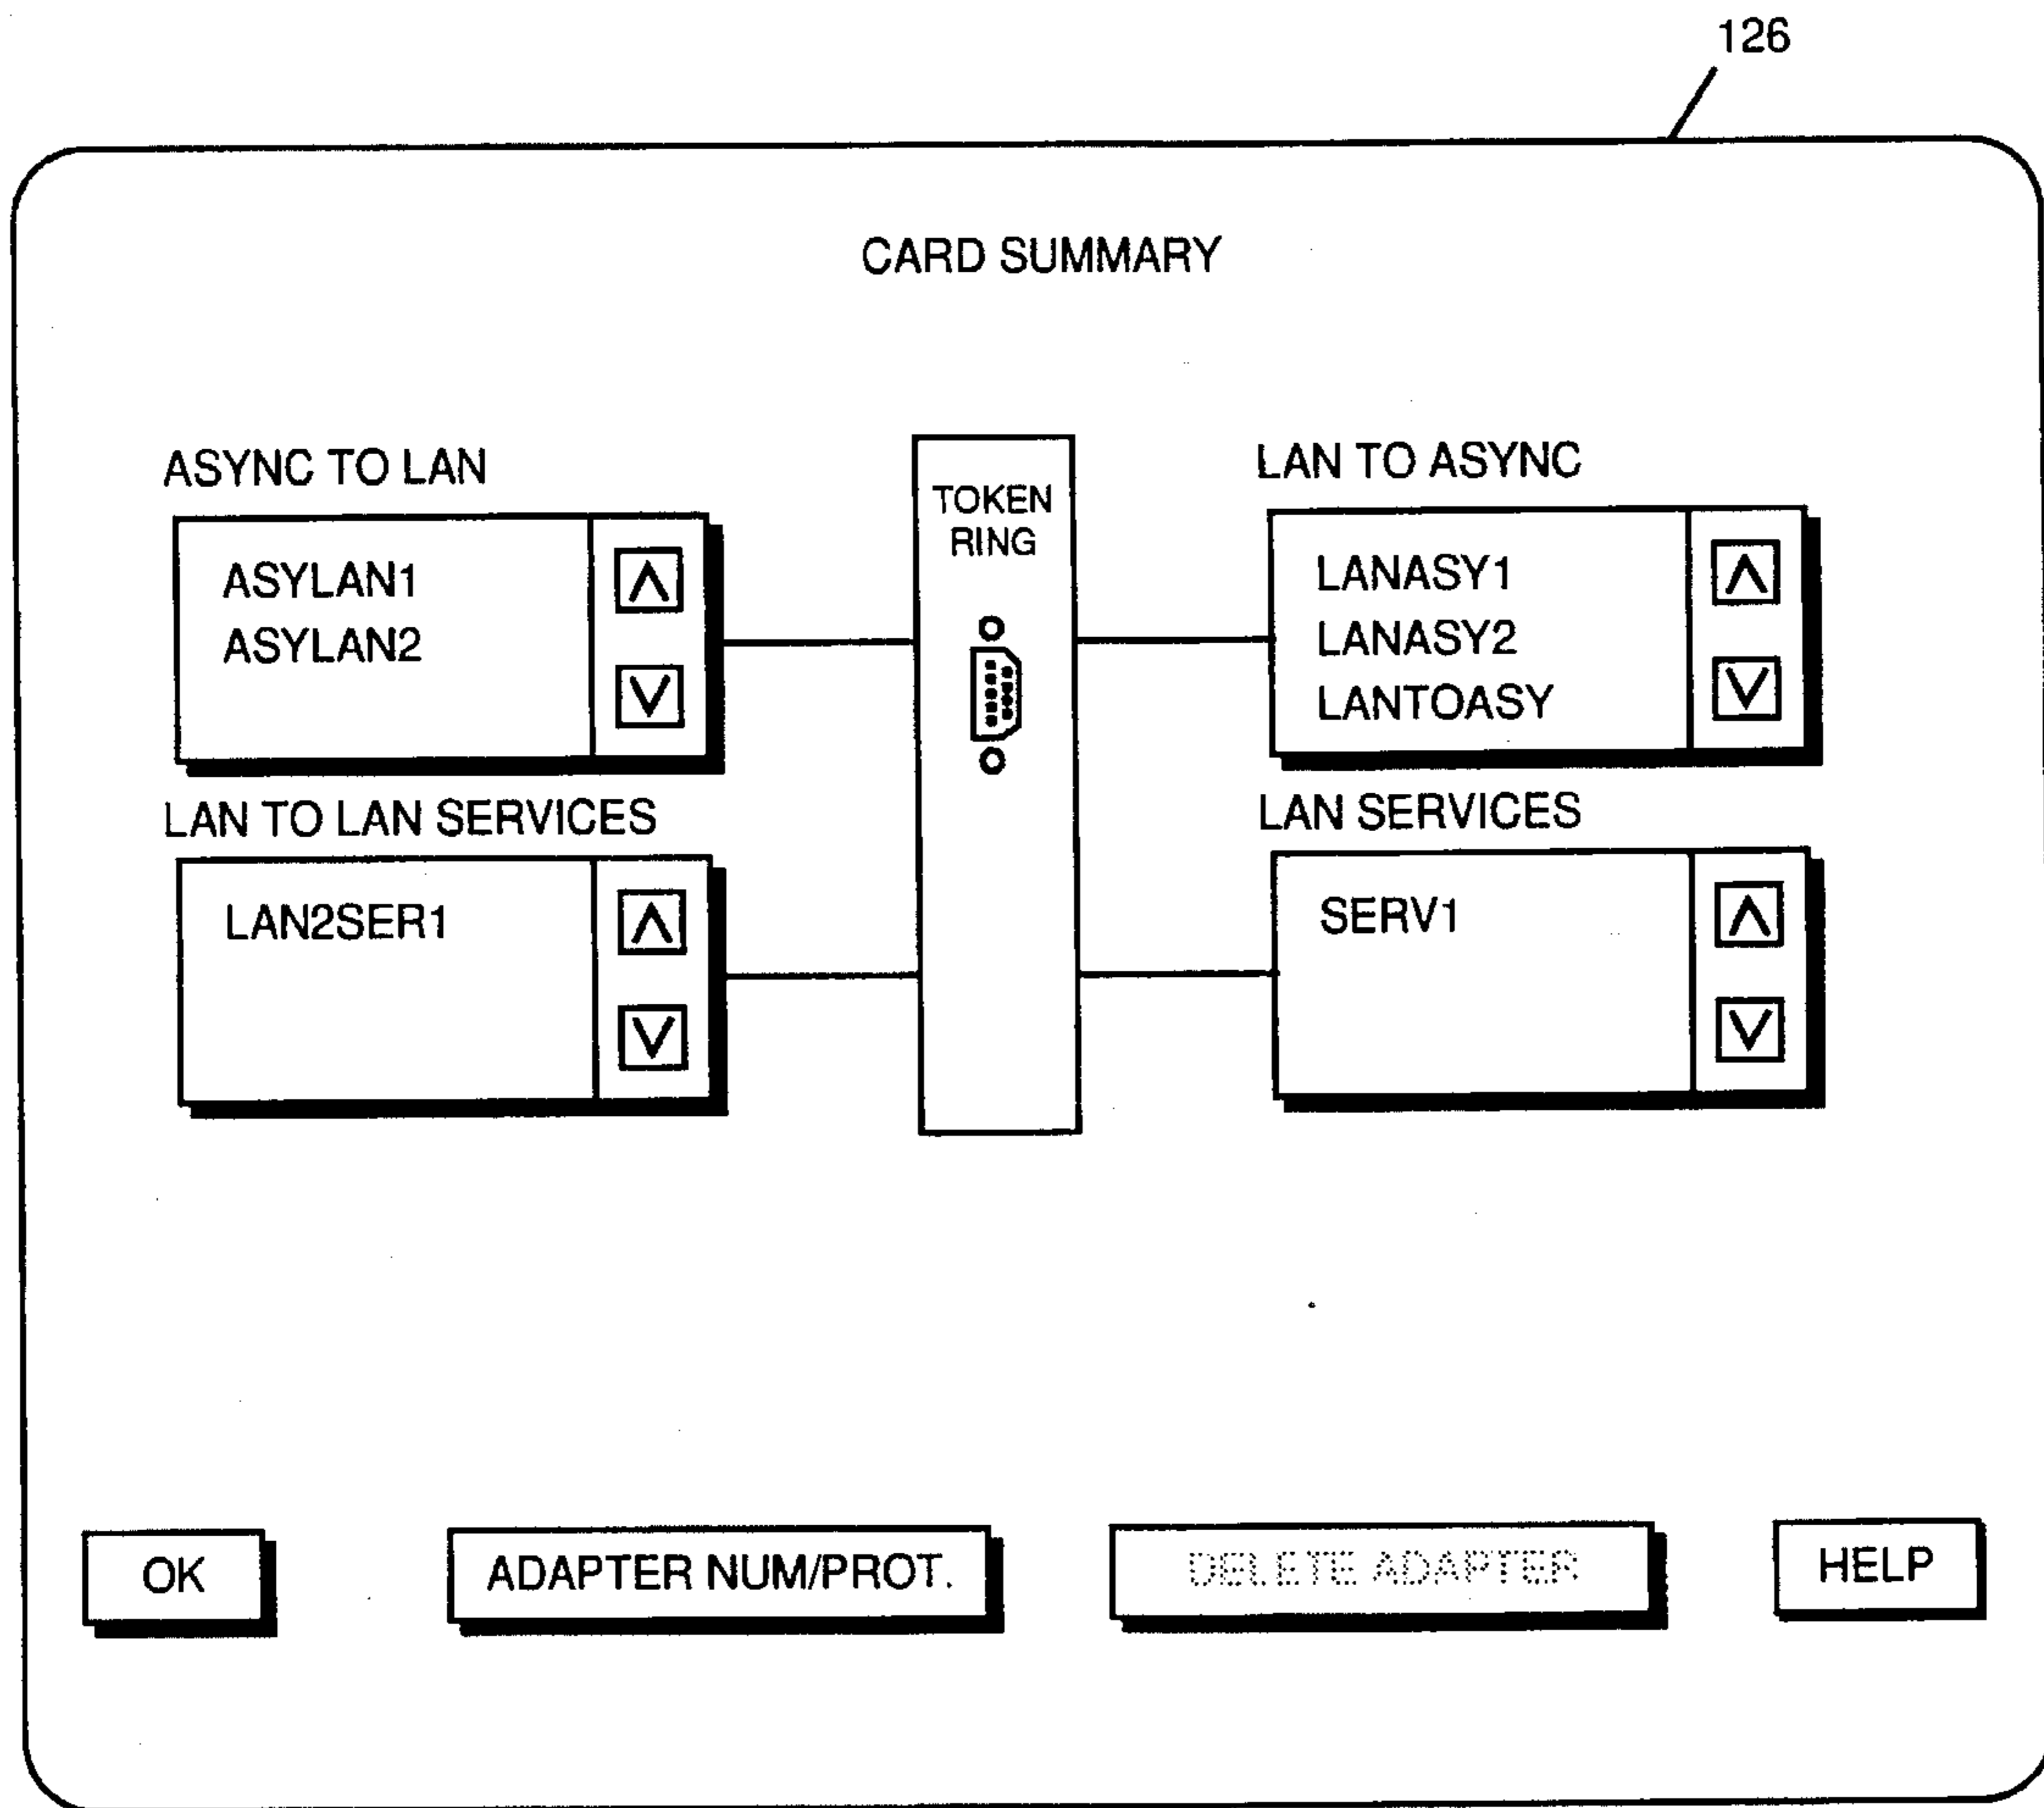 126
CARD SUMMARY
ASYNC TO LAN
ASYLAN1
ASYLAN2
TOKEN
RING
LAN TO ASYNC
LANASY1
LANASY2
LANTOASY
LAN TO LAN SERVICES
LAN2SER1
LAN SERVICES
SERV1
OK
ADAPTER NUM/PROT.
DELETE ADAPTER
HELP